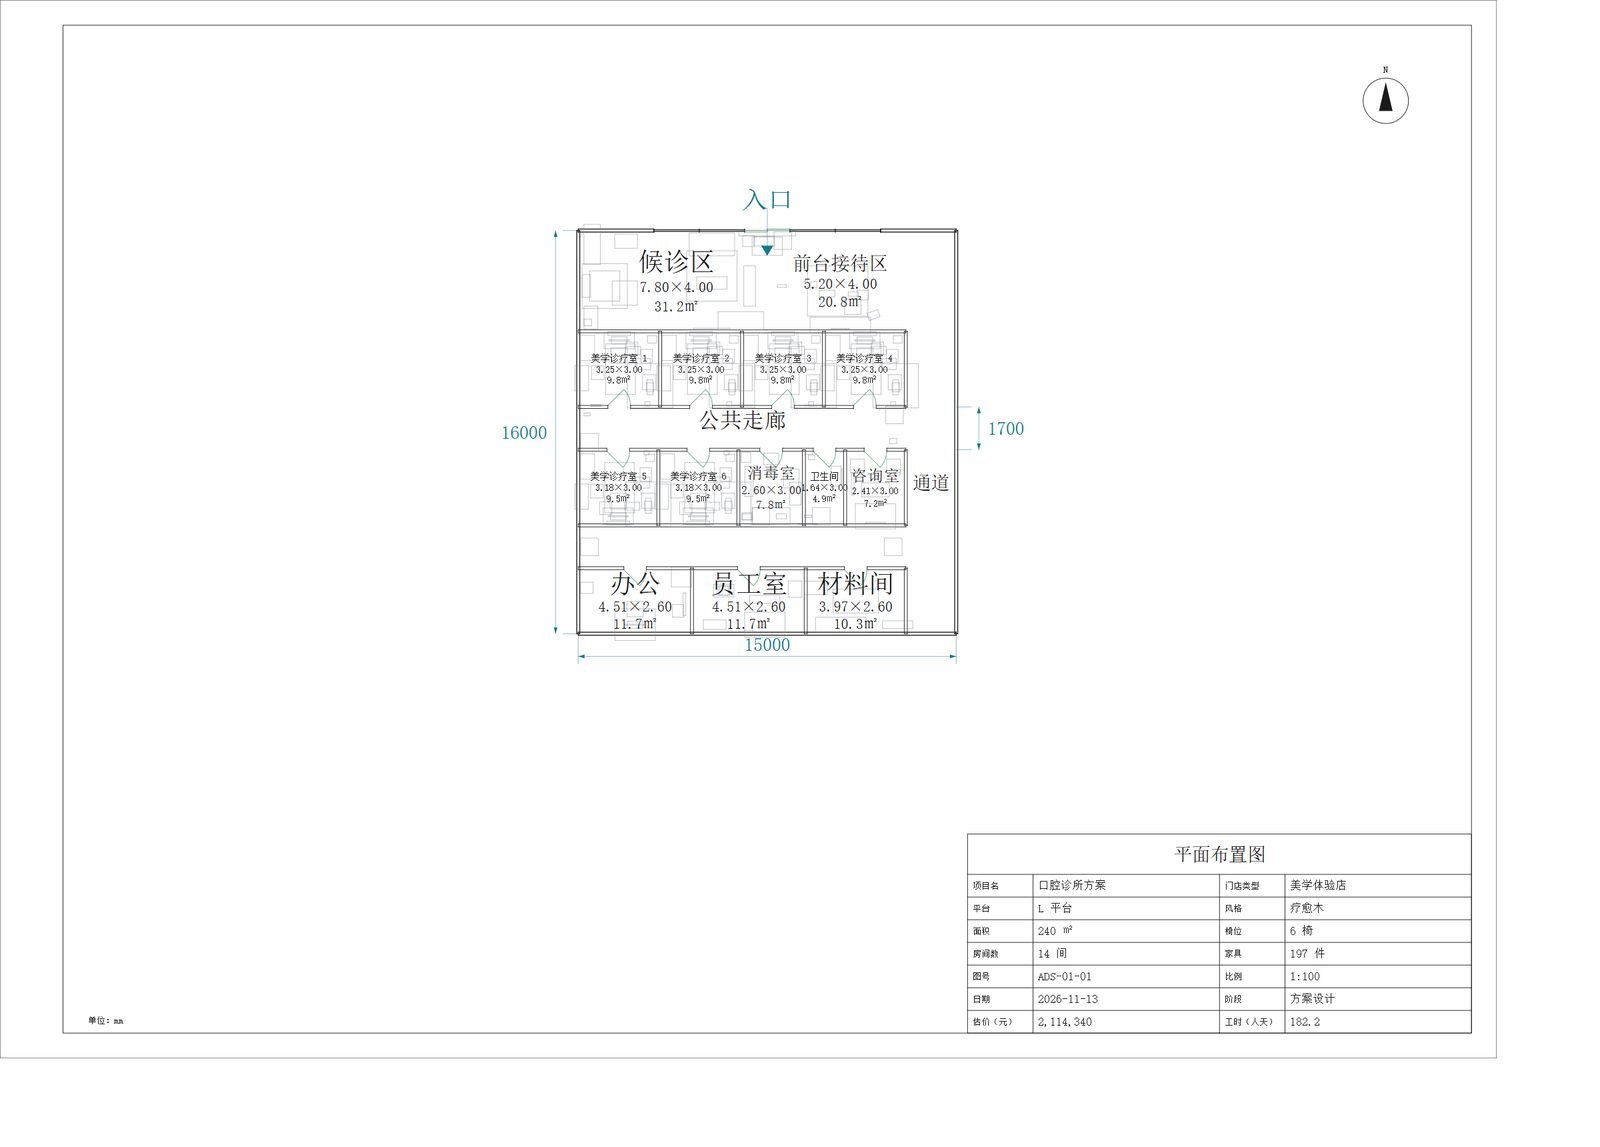 N
入口
候诊区
7.80×4.00
31.2㎡
前台接待区
5.20×4.00
20.8㎡
美学诊疗室 1
3.25×3.00
9.8㎡
美学诊疗室 2
3.25×3.00
9.8㎡
美学诊疗室 3
3.25×3.00
9.8㎡
美学诊疗室 4
3.25×3.00
9.8㎡
公共走廊
1700
16000
美学诊疗室 5
3.18×3.00
9.5㎡
美学诊疗室 6
3.18×3.00
9.5㎡
消毒室
2.60×3.00
7.8㎡
卫生间
1.64×3.00
4.9㎡
咨询室
2.41×3.00
7.2㎡
通道
办公
4.51×2.60
11.7㎡
员工室
4.51×2.60
11.7㎡
材料间
3.97×2.60
10.3㎡
15000
平面布置图
项目名 口腔诊所方案 门店类型 美学体验店
平台 L 平台 风格 疗愈木
面积 240 ㎡ 椅位 6 椅
房间数 14 间 家具 197 件
图号 ADS-01-01 比例 1:100
日期 2026-11-13 阶段 方案设计
估价（元） 2,114,340 工时（人天） 182.2
单位: mm